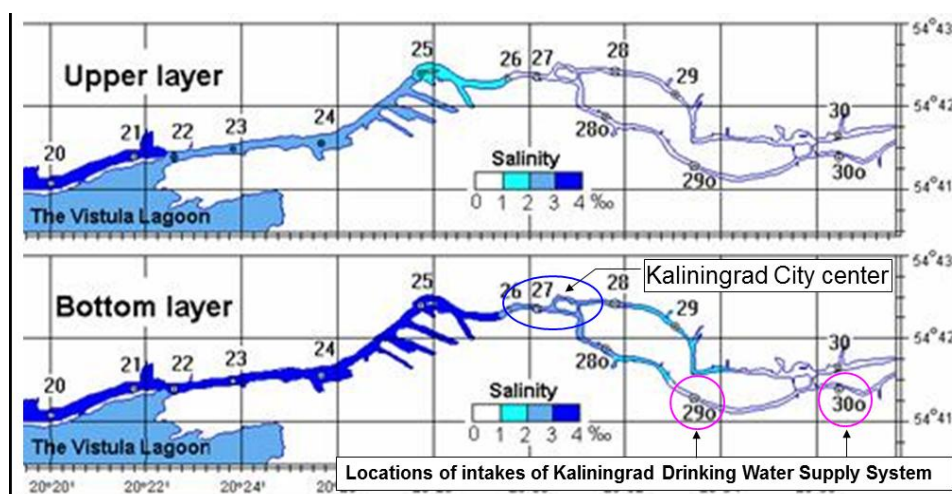 Upper layer
20 21 22 23 24 25 26 27 28 29 30
28o 29o 30o
Salinity
0 1 2 3 4 ‰
The Vistula Lagoon
54°43
54°42
54°41
Kaliningrad City center
Bottom layer
20 21 22 23 24 25 26 27 28 29 30
28o 29o 30o
Salinity
0 1 2 3 4 ‰
The Vistula Lagoon
54°43
54°42
54°41
Locations of intakes of Kaliningrad Drinking Water Supply System
20°20' 20°22' 20°24'